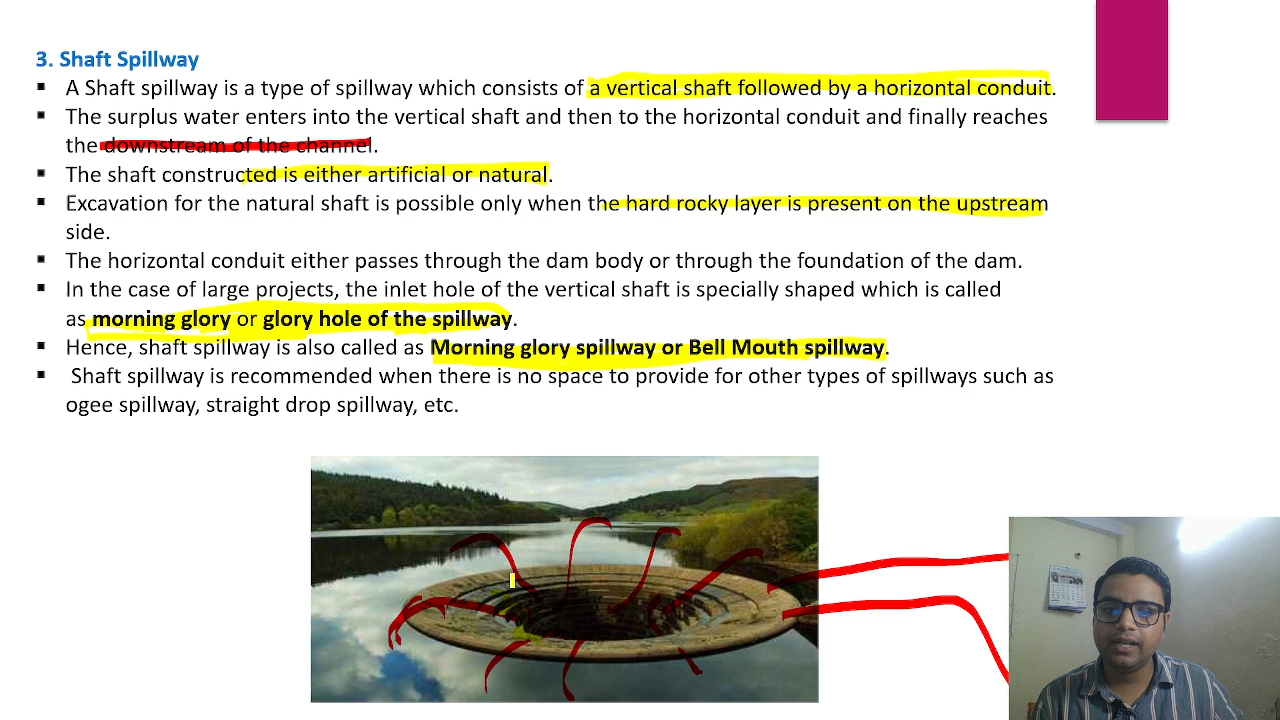 3. Shaft Spillway
▪ A Shaft spillway is a type of spillway which consists of a vertical shaft followed by a horizontal conduit.
▪ The surplus water enters into the vertical shaft and then to the horizontal conduit and finally reaches
the downstream of the channel.
▪ The shaft constructed is either artificial or natural.
▪ Excavation for the natural shaft is possible only when the hard rocky layer is present on the upstream
side.
▪ The horizontal conduit either passes through the dam body or through the foundation of the dam.
▪ In the case of large projects, the inlet hole of the vertical shaft is specially shaped which is called
as morning glory or glory hole of the spillway.
▪ Hence, shaft spillway is also called as Morning glory spillway or Bell Mouth spillway.
▪ Shaft spillway is recommended when there is no space to provide for other types of spillways such as
ogee spillway, straight drop spillway, etc.